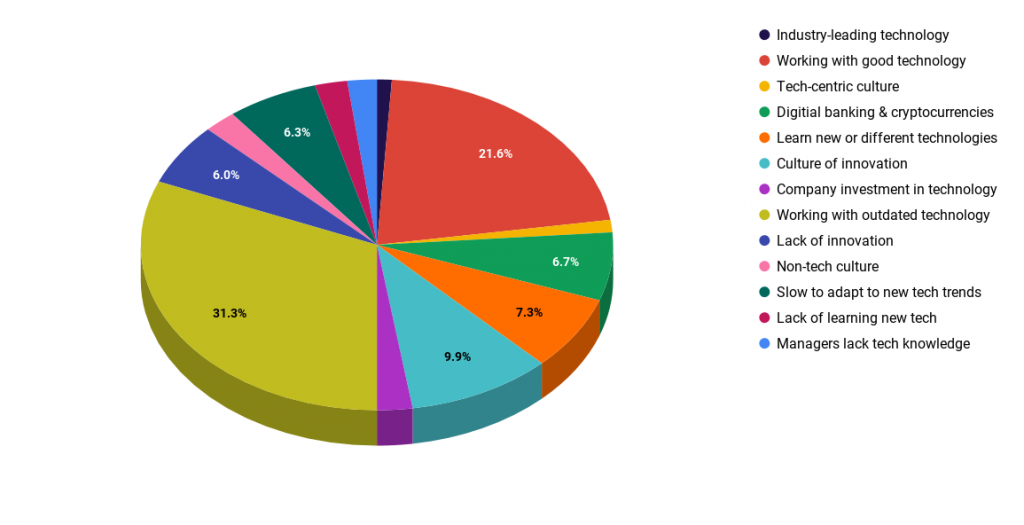 Industry-leading technology
Working with good technology
Tech-centric culture
Digitial banking & cryptocurrencies
Learn new or different technologies
Culture of innovation
Company investment in technology
Working with outdated technology
Lack of innovation
Non-tech culture
Slow to adapt to new tech trends
Lack of learning new tech
Managers lack tech knowledge
6.3%
21.6%
6.0%
6.7%
31.3%
7.3%
9.9%